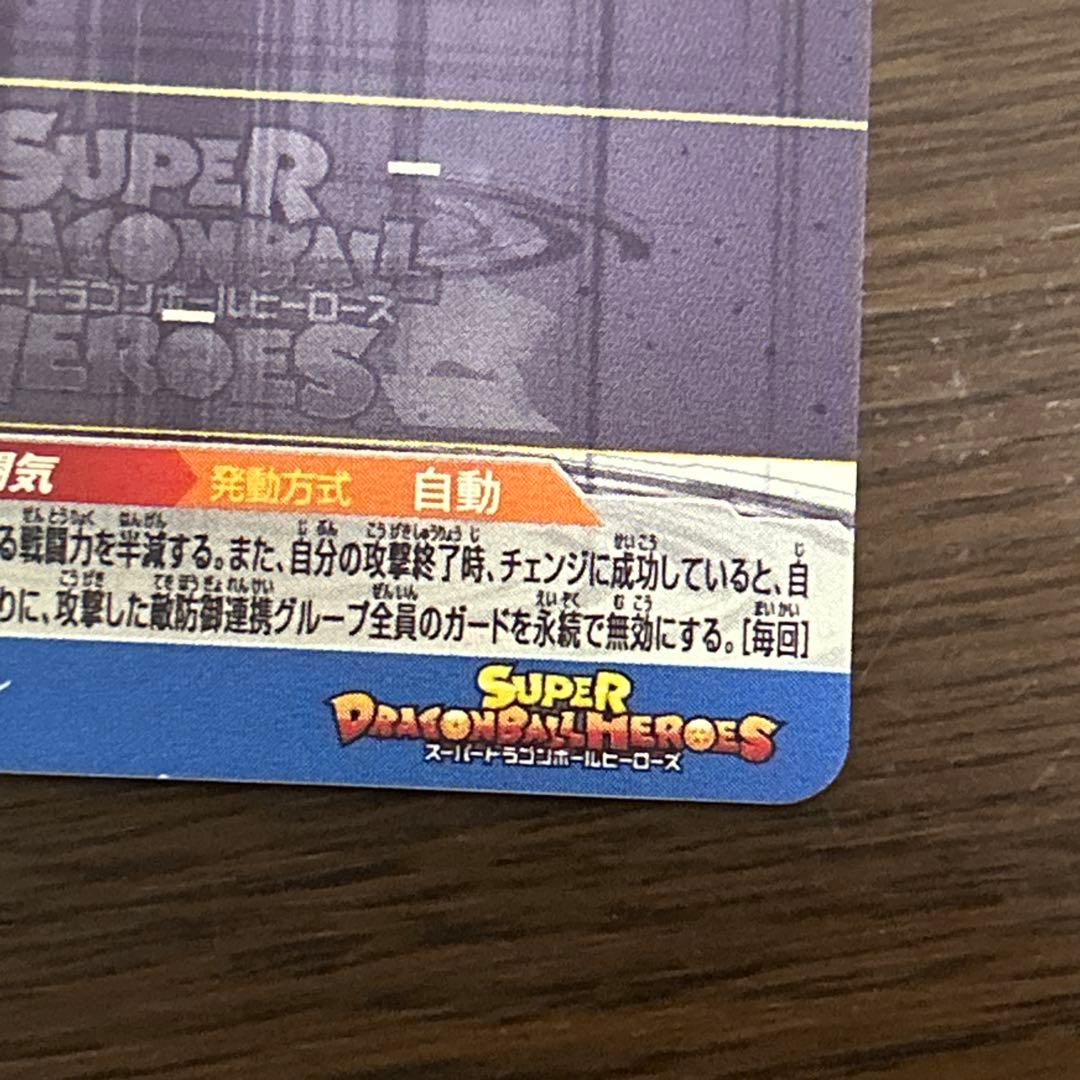 SUPER
DRAGONBALL
スーパードラゴンボールヒーローズ
HEROES
気 発動方式 自動
る戦闘力を半減する。また、自分の攻撃終了時、チェンジに成功していると、自
わりに、攻撃した敵防御連携グループ全員のガードを永続で無効にする。[毎回]
SUPER
DRAGONBALL HEROES
スーパードラゴンボールヒーローズ